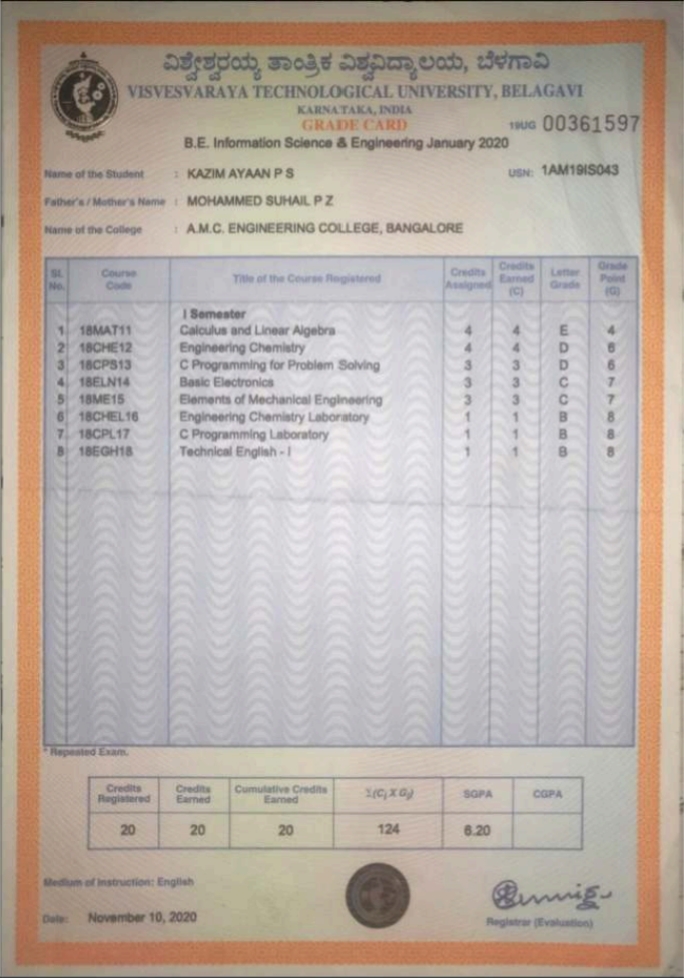 ವಿಶ್ವೇಶ್ವರಯ್ಯ ತಾಂತ್ರಿಕ ವಿಶ್ವವಿದ್ಯಾಲಯ, ಬೆಳಗಾವಿ
VISVESVARAYA TECHNOLOGICAL UNIVERSITY, BELAGAVI
KARNATAKA, INDIA
GRADE CARD 19UG 00361597
B.E. Information Science & Engineering January 2020
Name of the Student : KAZIM AYAAN P S USN: 1AM19IS043
Father's / Mother's Name : MOHAMMED SUHAIL P Z
Name of the College : A.M.C. ENGINEERING COLLEGE, BANGALORE
Sl. No. Course Code Title of the Course Registered Credits Assigned Credits Earned (C) Letter Grade Grade Point (G)
I Semester
1 18MAT11 Calculus and Linear Algebra 4 4 E 4
2 18CHE12 Engineering Chemistry 4 4 D 6
3 18CPS13 C Programming for Problem Solving 3 3 D 6
4 18ELN14 Basic Electronics 3 3 C 7
5 18ME15 Elements of Mechanical Engineering 3 3 C 7
6 18CHEL16 Engineering Chemistry Laboratory 1 1 B 8
7 18CPL17 C Programming Laboratory 1 1 B 8
8 18EGH18 Technical English - I 1 1 B 8
* Repeated Exam.
Credits Registered Credits Earned Cumulative Credits Earned Σ(Cj X Gj) SGPA CGPA
20 20 20 124 6.20
Medium of Instruction: English
Date: November 10, 2020
Registrar (Evaluation)